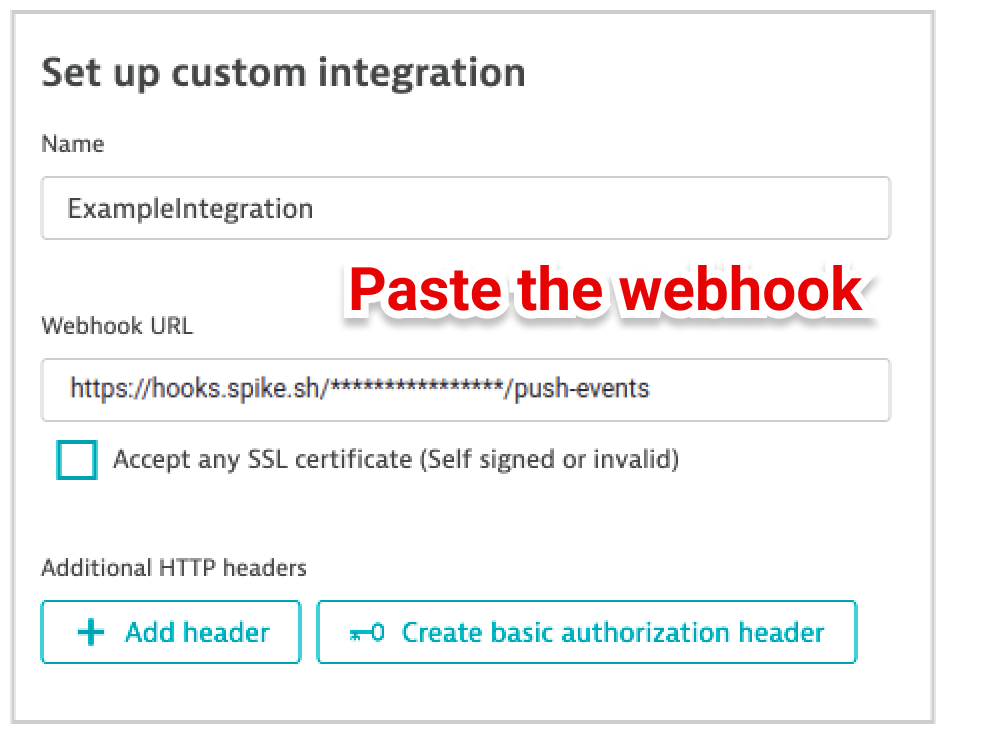 Set up custom integration
Name
ExampleIntegration
Paste the webhook
Webhook URL
https://hooks.spike.sh/****************/push-events
Accept any SSL certificate (Self signed or invalid)
Additional HTTP headers
Add header
Create basic authorization header